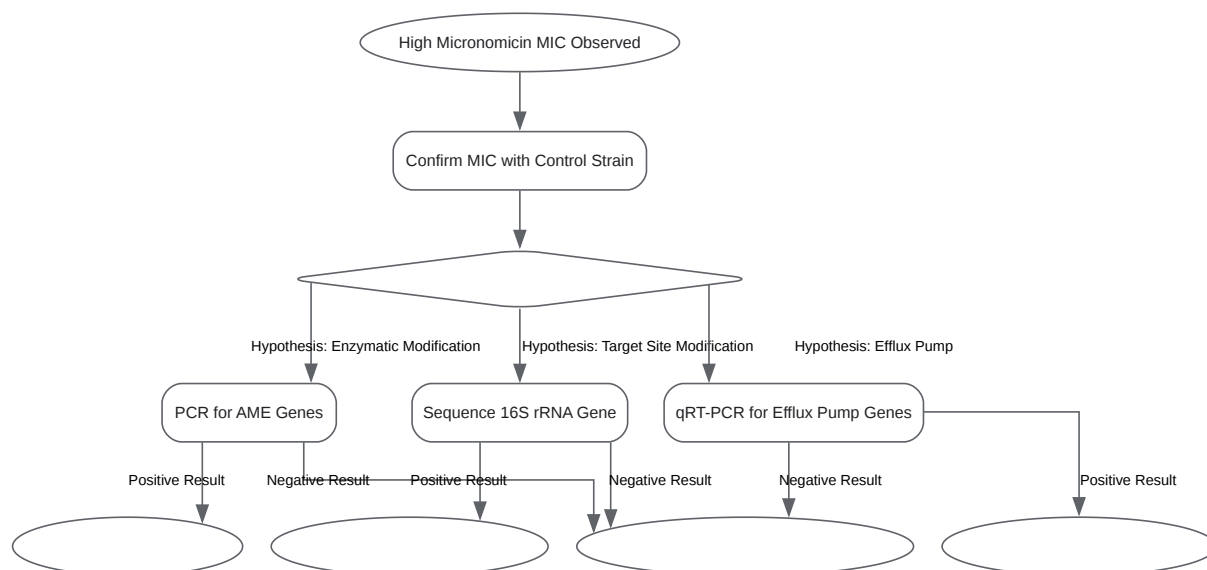 High Micronomicin MIC Observed
Confirm MIC with Control Strain
Hypothesis: Enzymatic Modification
Hypothesis: Target Site Modification
Hypothesis: Efflux Pump
PCR for AME Genes
Sequence 16S rRNA Gene
qRT-PCR for Efflux Pump Genes
Positive Result
Negative Result
Positive Result
Negative Result
Negative Result
Positive Result